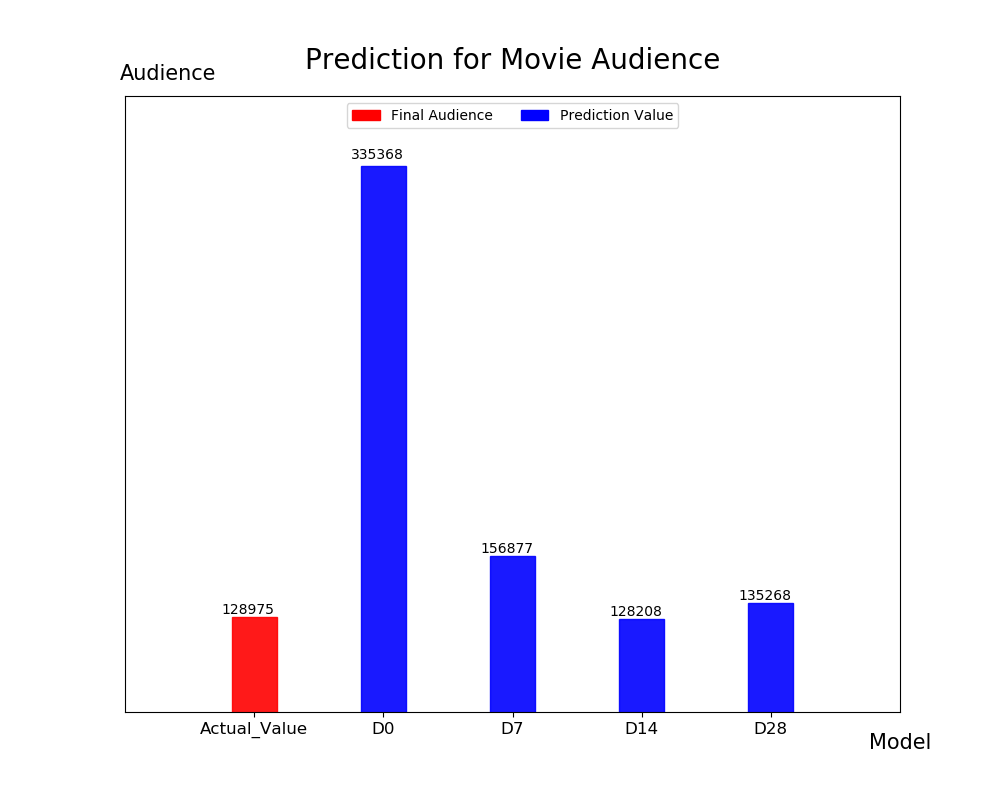 Prediction for Movie Audience
Audience
Final Audience
Prediction Value
335368
156877
135268
128975
128208
Actual_Value
D0
D7
D14
D28
Model